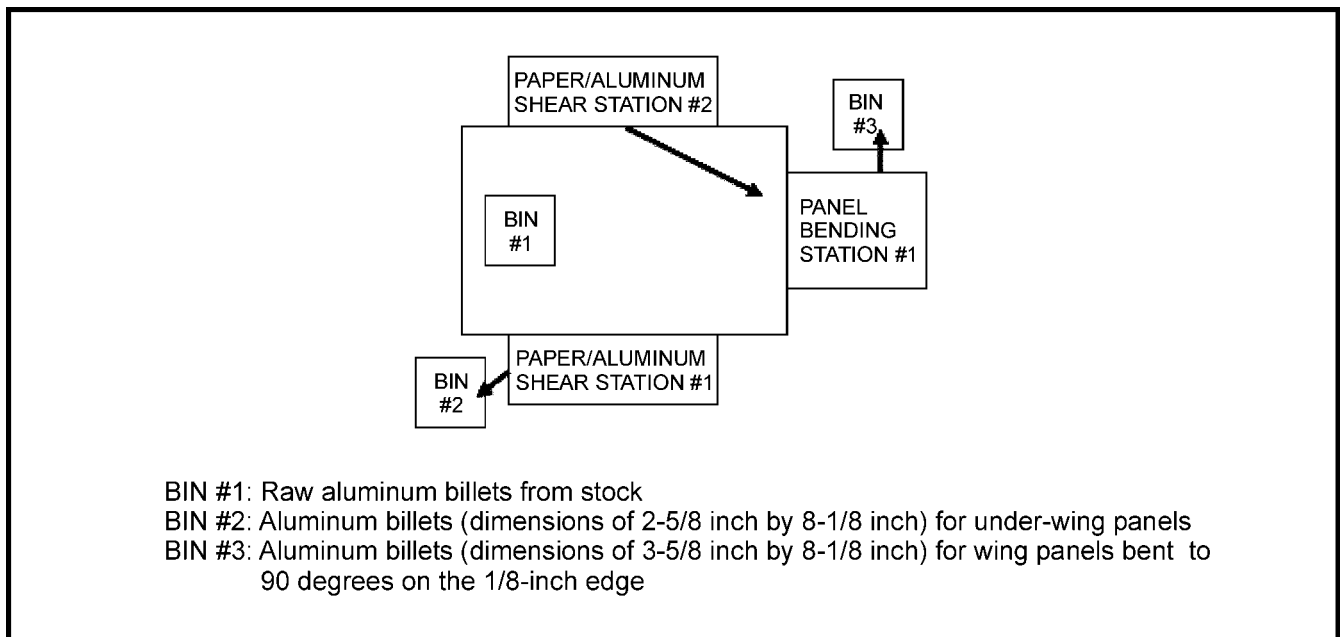 PAPER/ALUMINUM
SHEAR STATION #2
BIN
#3
PANEL
BENDING
STATION #1
BIN
#1
PAPER/ALUMINUM
SHEAR STATION #1
BIN
#2
BIN #1: Raw aluminum billets from stock
BIN #2: Aluminum billets (dimensions of 2-5/8 inch by 8-1/8 inch) for under-wing panels
BIN #3: Aluminum billets (dimensions of 3-5/8 inch by 8-1/8 inch) for wing panels bent to
90 degrees on the 1/8-inch edge